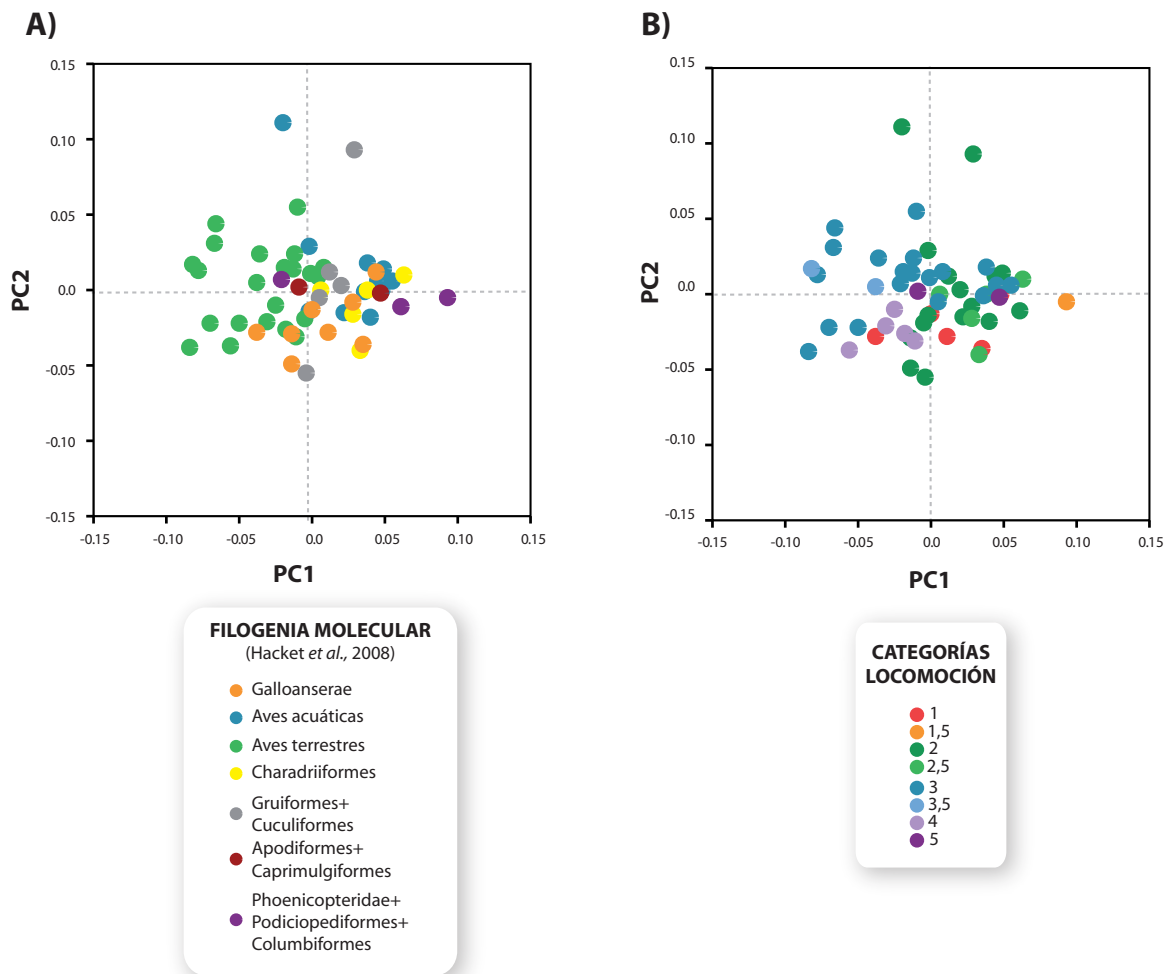 A)
0.15
0.10
0.05
0.0
-0.05
-0.10
-0.15
PC2
-0.15
-0.10
-0.05
0.0
0.05
0.10
0.15
PC1
FILOGENIA MOLECULAR
(Hacket et al., 2008)
Galloanserae
Aves acuáticas
Aves terrestres
Charadriiformes
Gruiformes+
Cuculiformes
Apodiformes+
Caprimulgiformes
Phoenicopteridae+
Podiciopediformes+
Columbiformes
B)
0.15
0.10
0.05
0.0
-0.05
-0.10
-0.15
PC2
-0.15
-0.10
-0.05
0.0
0.05
0.10
0.15
PC1
CATEGORÍAS
LOCOMOCIÓN
1
1,5
2
2,5
3
3,5
4
5